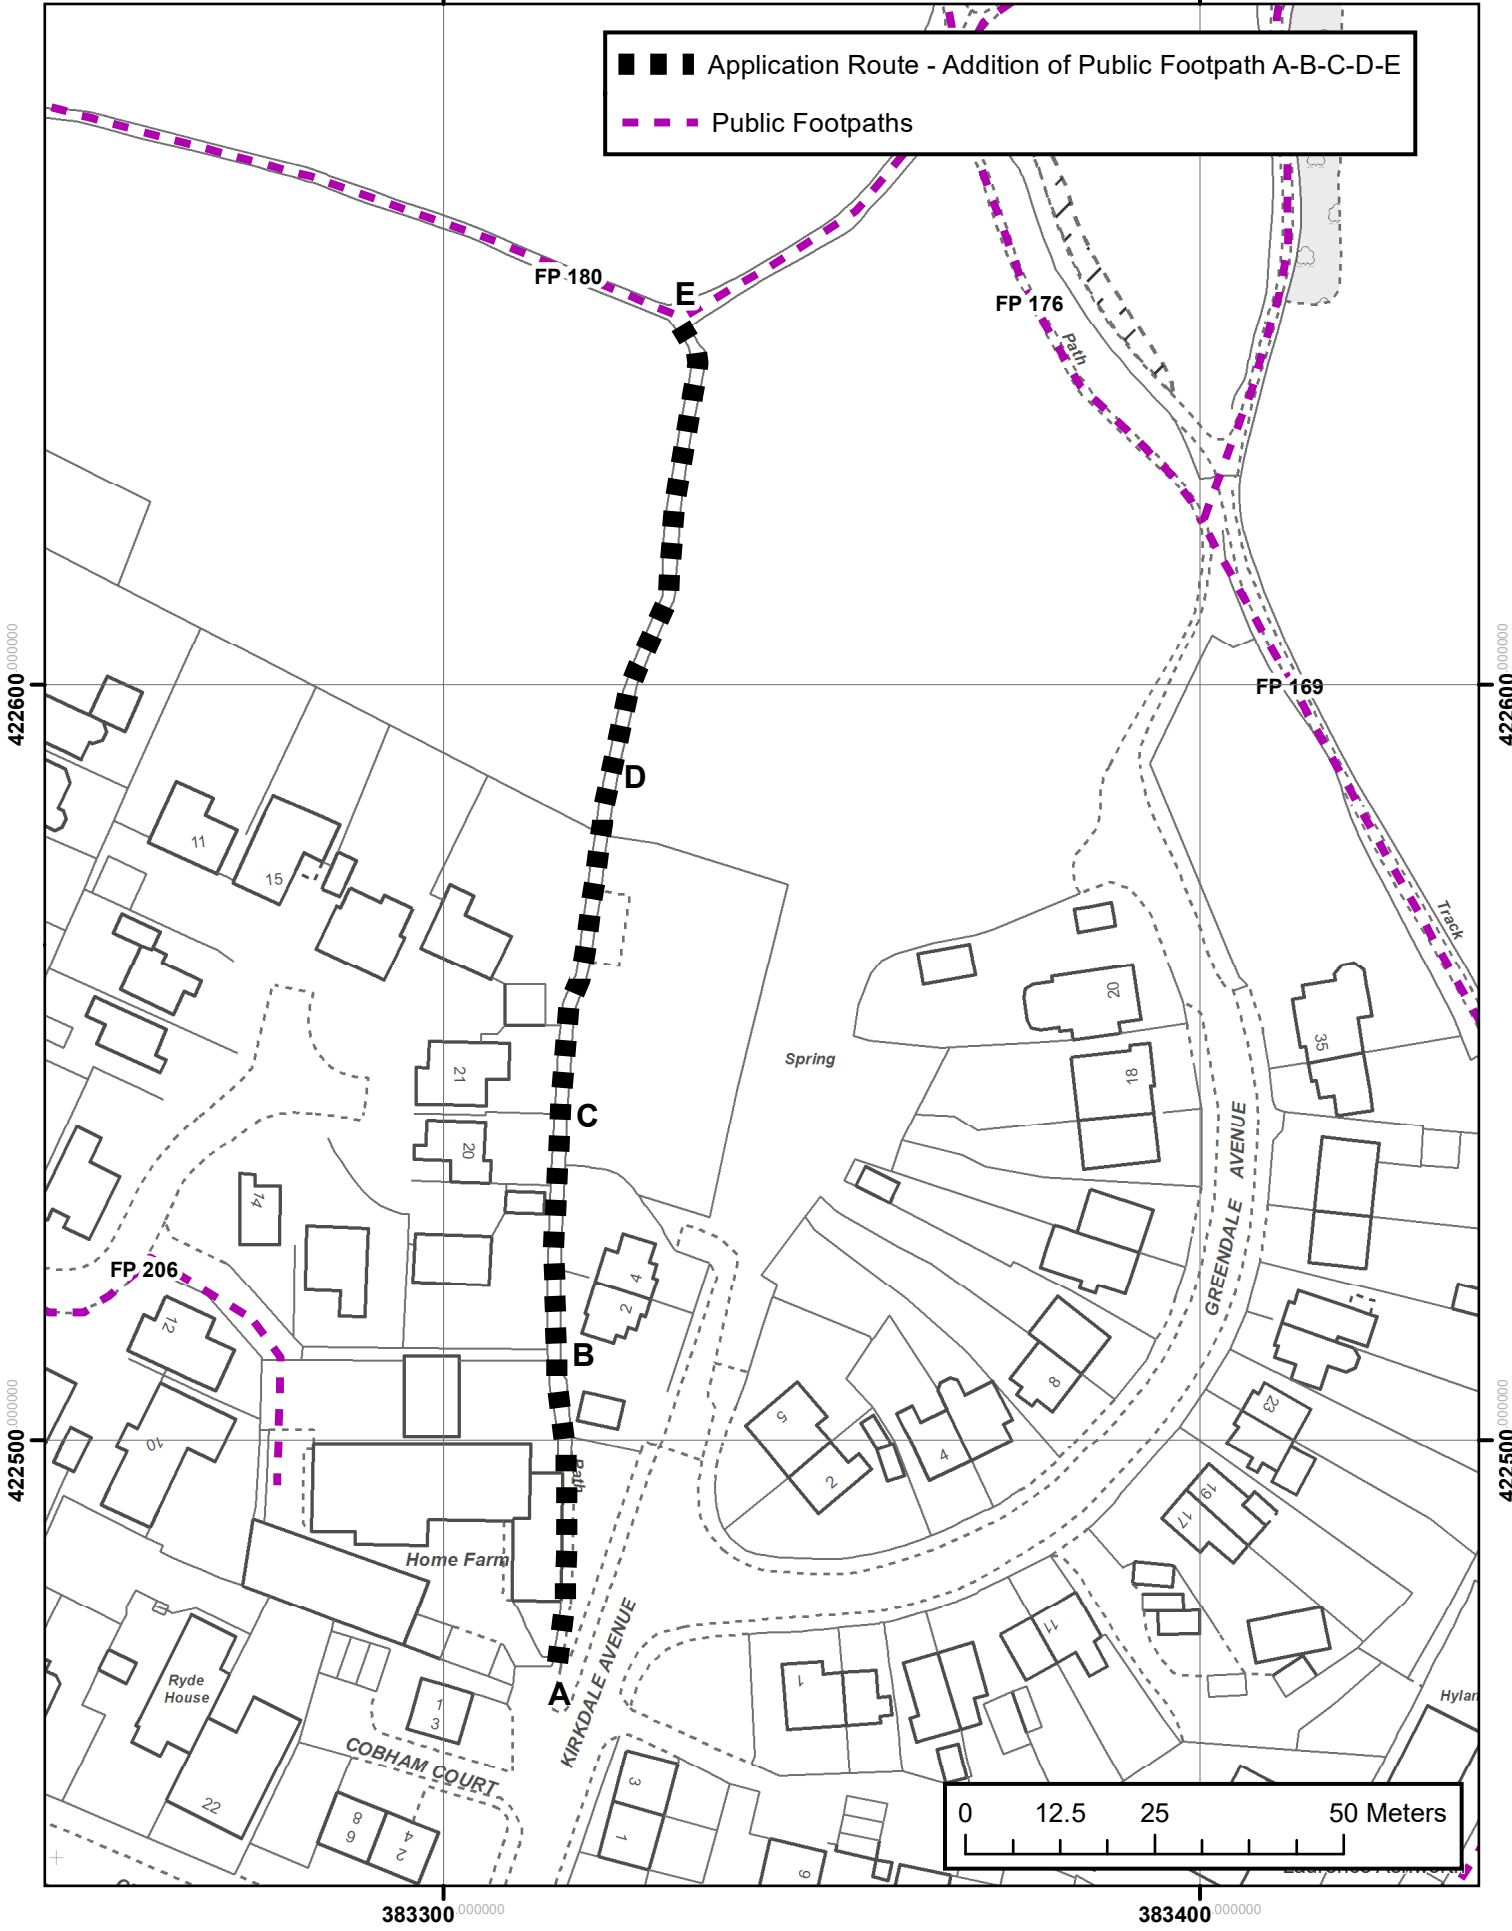 Application Route - Addition of Public Footpath A-B-C-D-E
Public Footpaths
FP 180
E
FP 176
Path
422600.000000
422600.000000
FP 169
D
11
15
Track
20
35
Spring
21
18
C
20
GREENDALE AVENUE
14
FP 206
4
2
12
B
8
23
5
10
4
2
422500.000000
422500.000000
Path
19
17
Home Farm
KIRKDALE AVENUE
11
Ryde
House
1
A
1
3
Hylan
COBHAM COURT
3
22
8
6
4
2
1
9
0 12.5 25 50 Meters
383300.000000
383400.000000